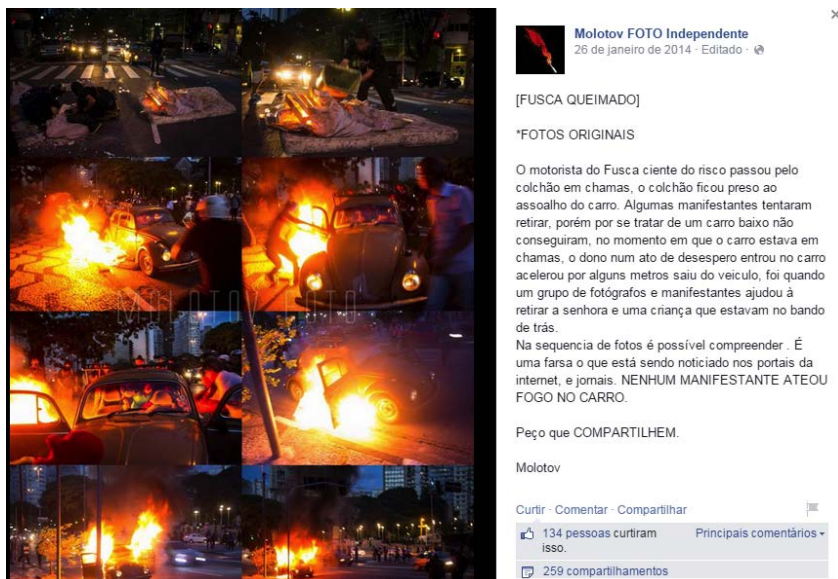 Molotov FOTO Independente
26 de janeiro de 2014 · Editado ·
[FUSCA QUEIMADO]
*FOTOS ORIGINAIS
O motorista do Fusca ciente do risco passou pelo
colchão em chamas, o colchão ficou preso ao
assoalho do carro. Algumas manifestantes tentaram
retirar, porém por se tratar de um carro baixo não
conseguiram, no momento em que o carro estava em
chamas, o dono num ato de desespero entrou no carro
acelerou por alguns metros saiu do veiculo, foi quando
um grupo de fotógrafos e manifestantes ajudou à
retirar a senhora e uma criança que estavam no bando
de trás.
Na sequencia de fotos é possível compreender . É
uma farsa o que está sendo noticiado nos portais da
internet, e jornais. NENHUM MANIFESTANTE ATEOU
FOGO NO CARRO.
Peço que COMPARTILHEM.
Molotov
Curtir · Comentar · Compartilhar
134 pessoas curtiram
isso.
Principais comentários
259 compartilhamentos
MOLOTOV FOTO